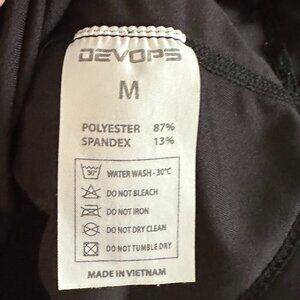 DEVOPS
M
POLYESTER 87%
SPANDEX 13%
30° WATER WASH - 30°C
DO NOT BLEACH
DO NOT IRON
DO NOT DRY CLEAN
DO NOT TUMBLE DRY
MADE IN VIETNAM